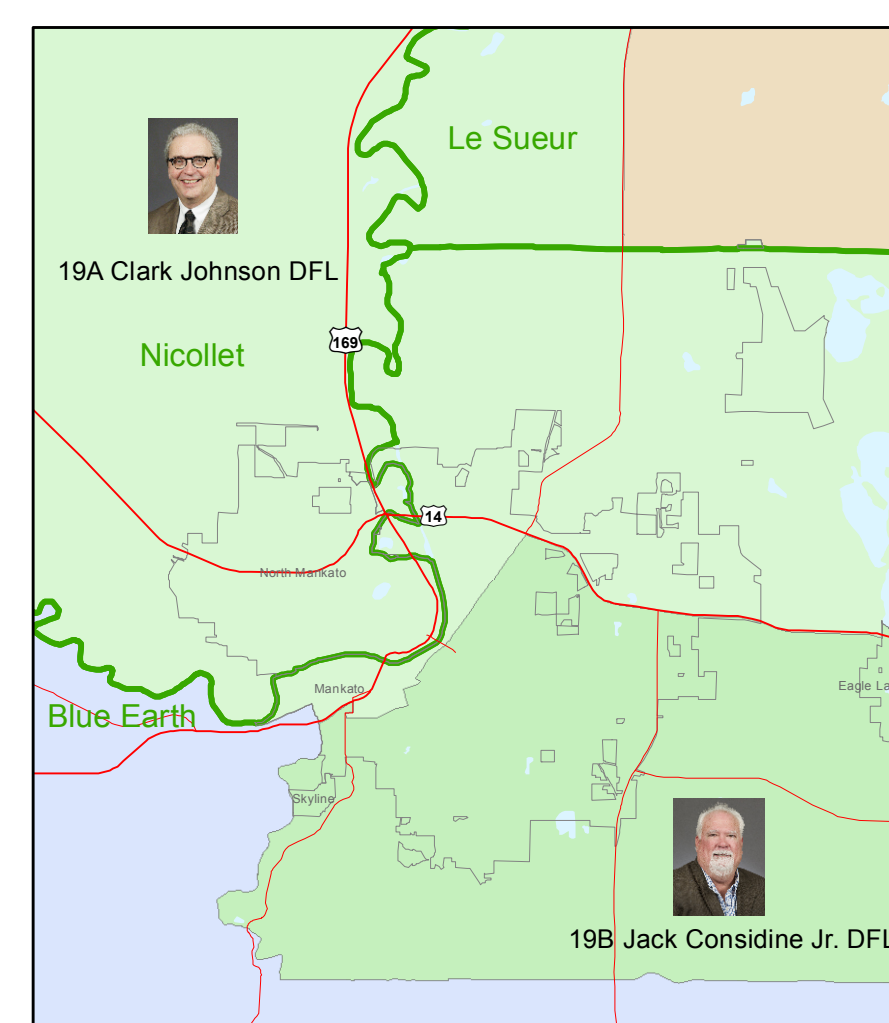 Le Sueur
19A Clark Johnson DFL
169
Nicollet
14
North Mankato
Mankato
Eagle La
Blue Earth
Skyline
19B Jack Considine Jr. DFL